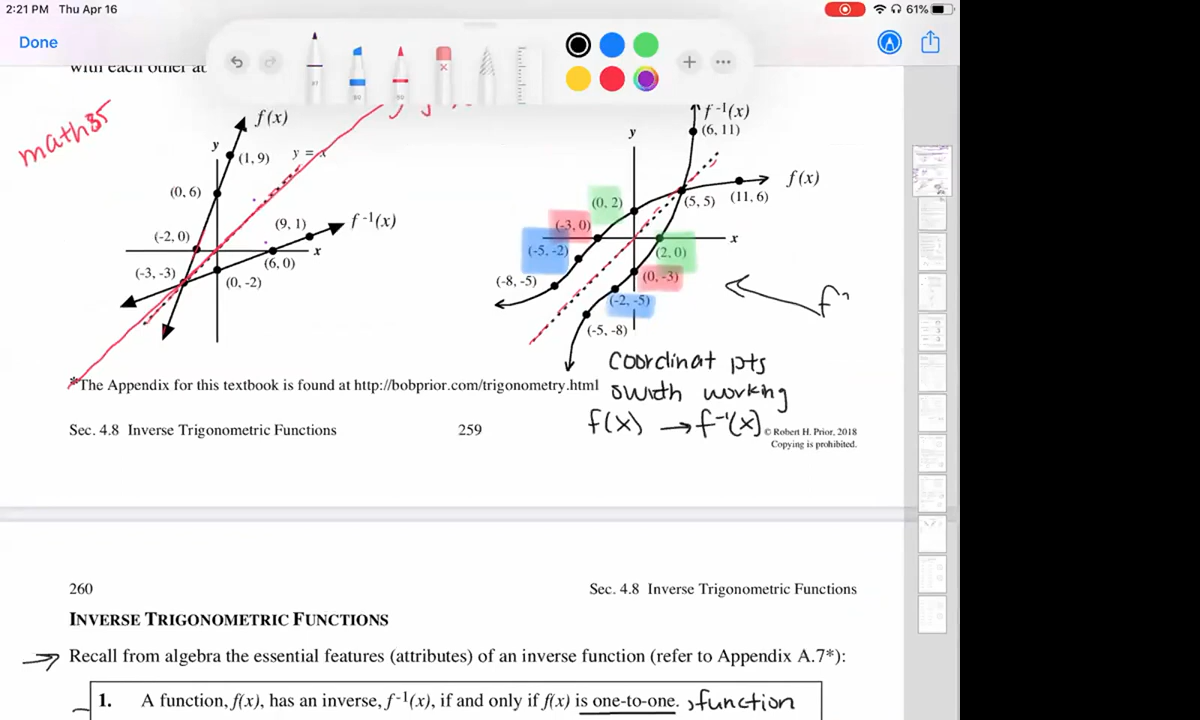 2:21 PM Thu Apr 16
61%
Done
with each other at
math35
f(x)
y
(1, 9)
y = x
(0, 6)
(9, 1)
f -1(x)
(-2, 0)
x
(6, 0)
(-3, -3)
(0, -2)
f -1(x)
(6, 11)
y
f(x)
(0, 2)
(5, 5)
(11, 6)
(-3, 0)
x
(-5, -2)
(2, 0)
(-8, -5)
(0, -3)
(-2, -5)
(-5, -8)
coordinat pts
swith working
f(x) → f⁻¹(x)
*The Appendix for this textbook is found at http://bobprior.com/trigonometry.html
Sec. 4.8 Inverse Trigonometric Functions
259
© Robert H. Prior, 2018
Copying is prohibited.
260
Sec. 4.8 Inverse Trigonometric Functions
INVERSE TRIGONOMETRIC FUNCTIONS
Recall from algebra the essential features (attributes) of an inverse function (refer to Appendix A.7*):
1. A function, f(x), has an inverse, f -1(x), if and only if f(x) is one-to-one. function